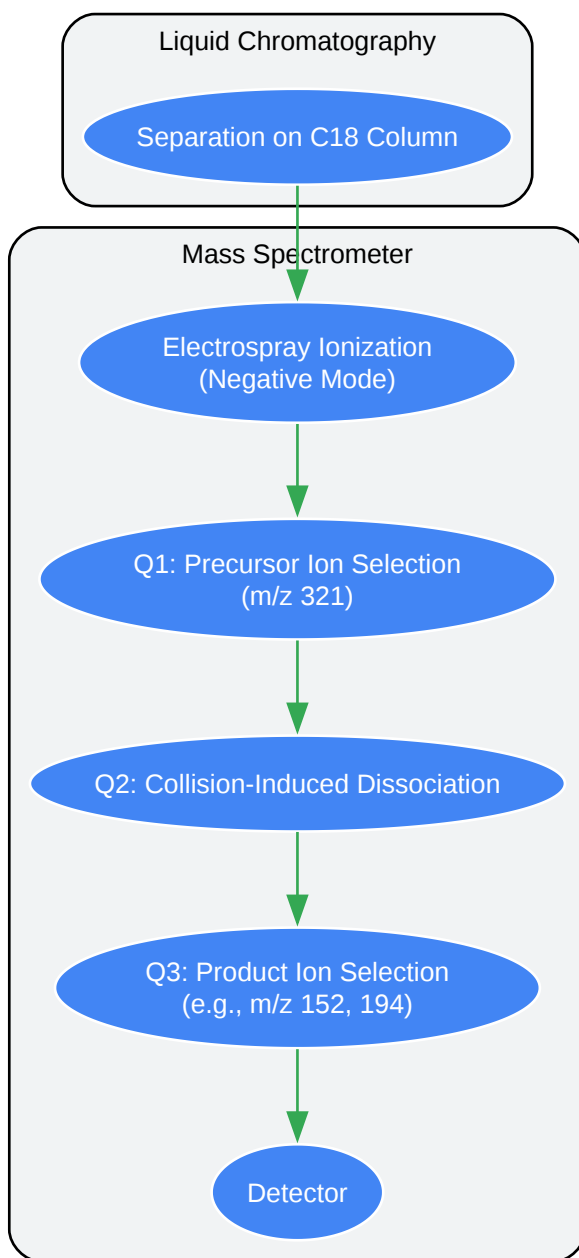 Liquid Chromatography
Separation on C18 Column
Mass Spectrometer
Electrospray Ionization
(Negative Mode)
Q1: Precursor Ion Selection
(m/z 321)
Q2: Collision-Induced Dissociation
Q3: Product Ion Selection
(e.g., m/z 152, 194)
Detector